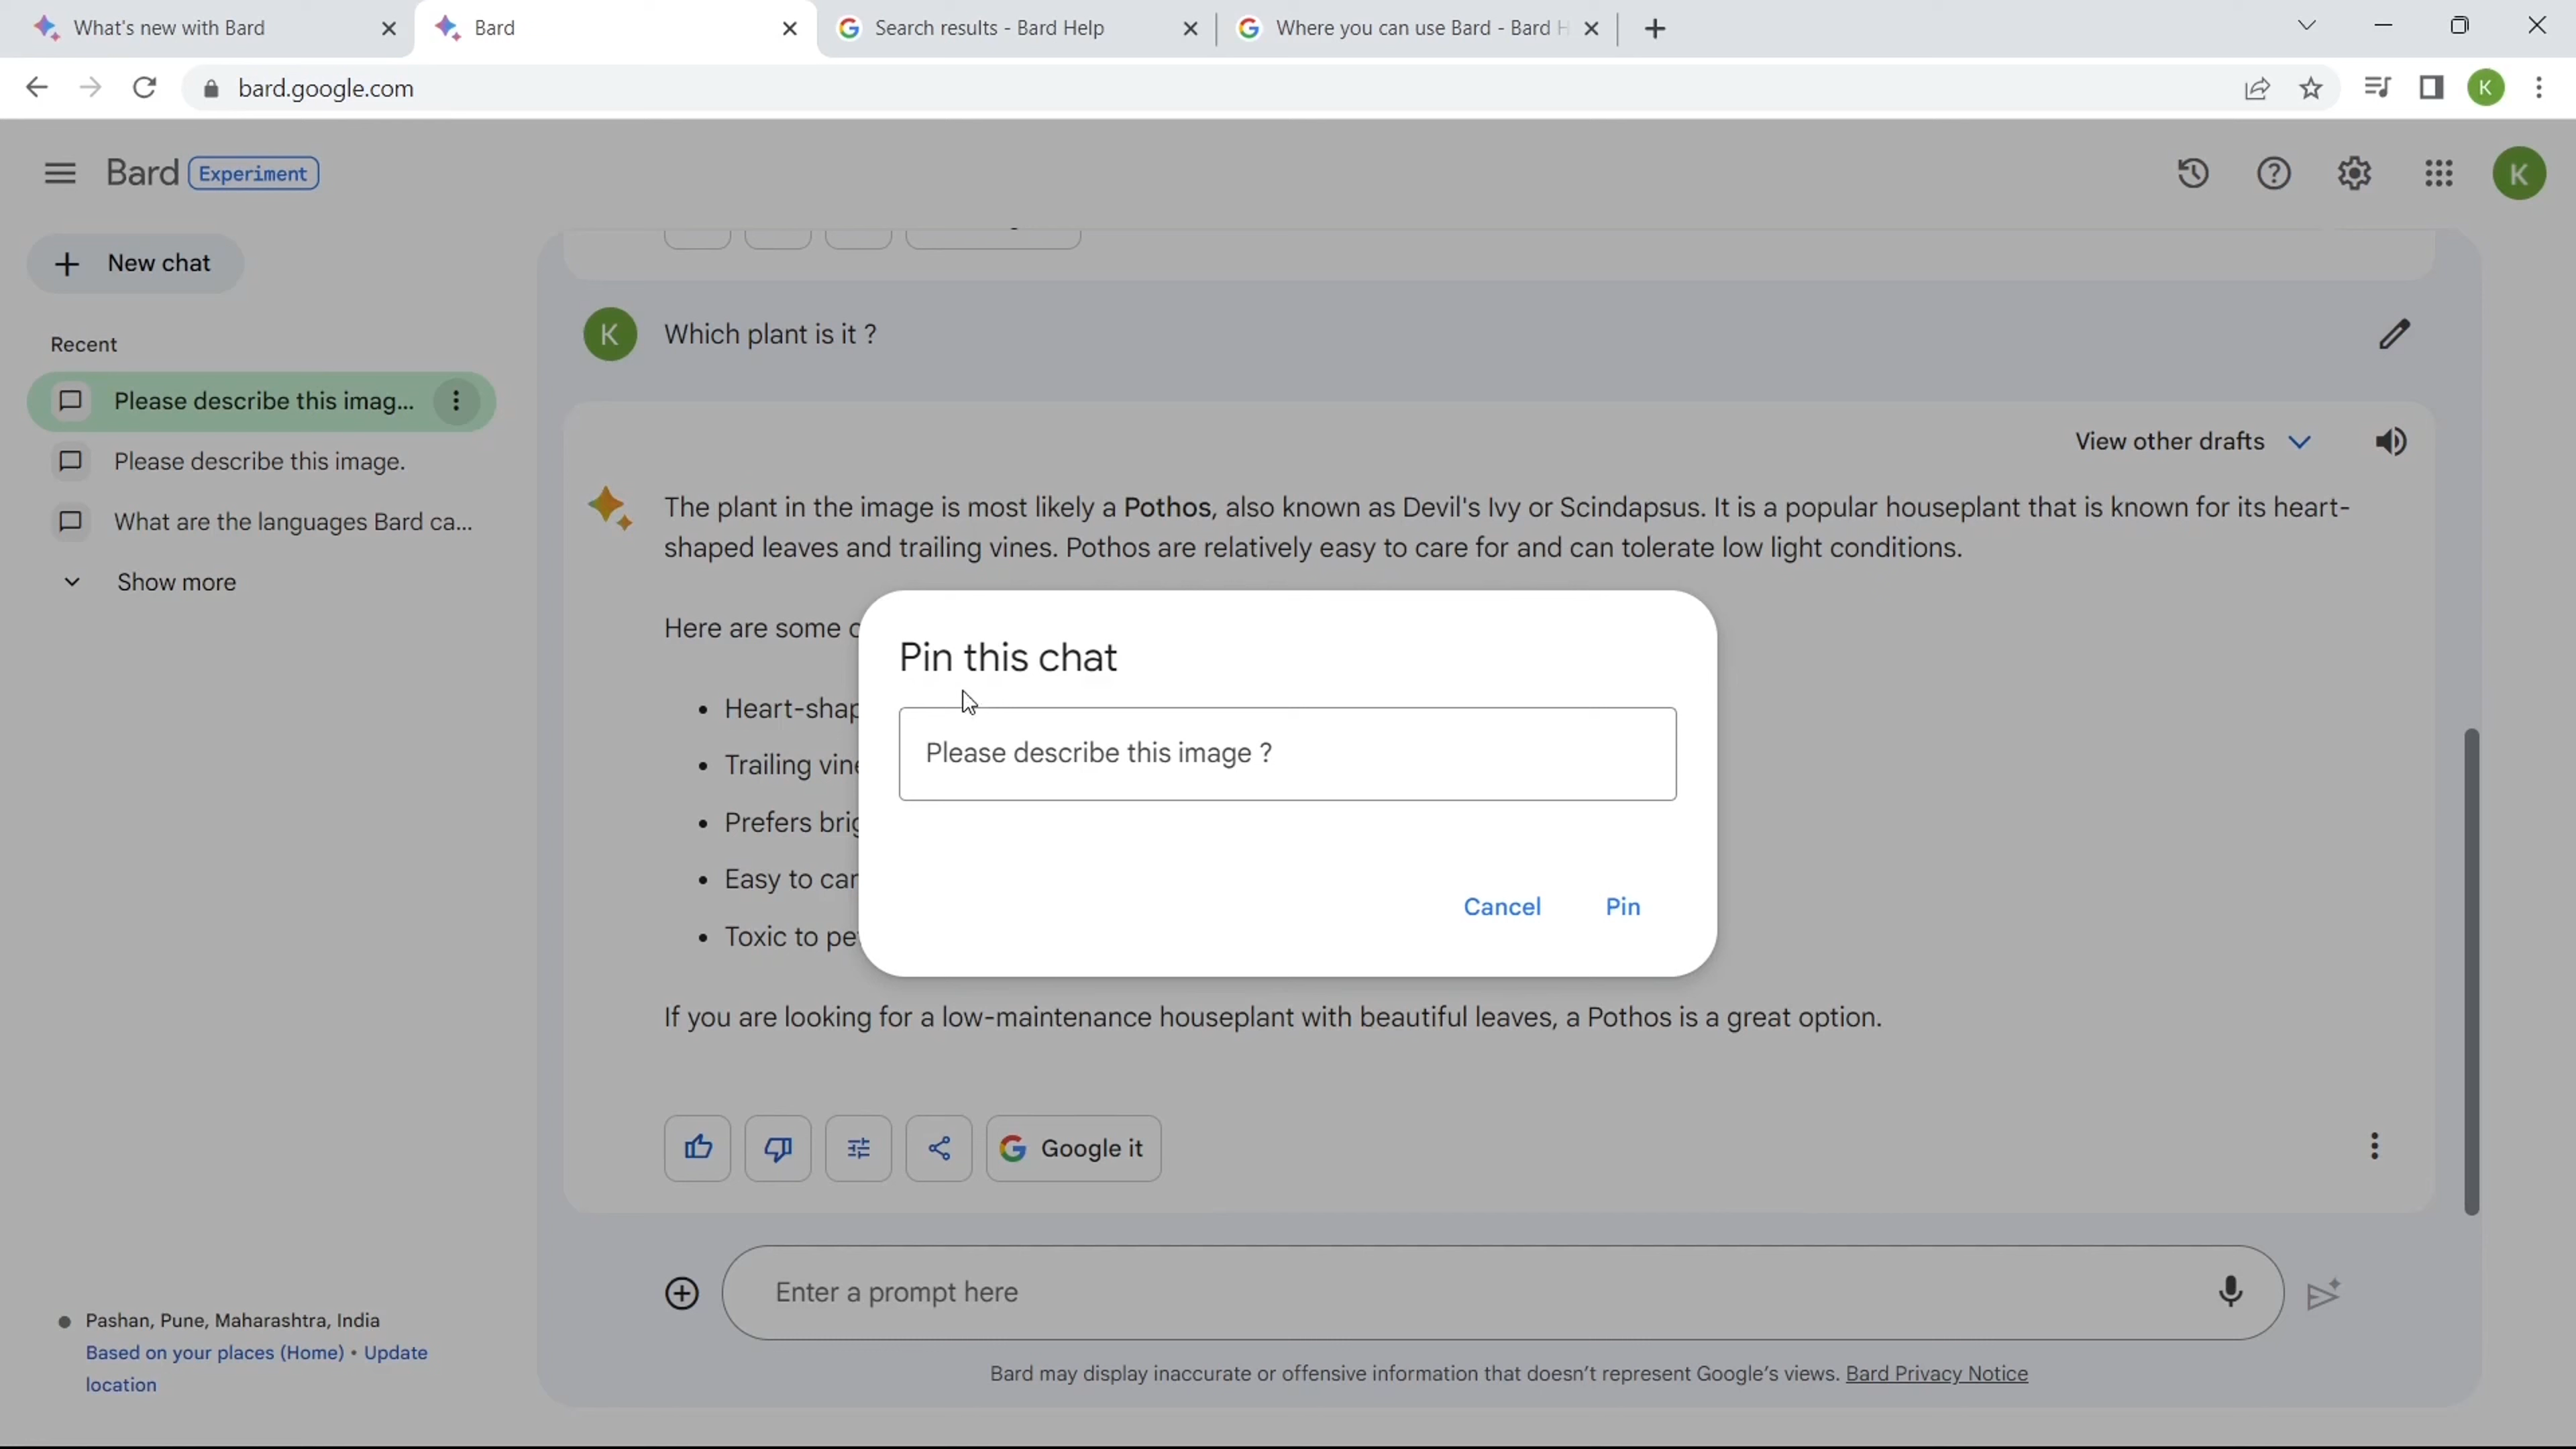 What's new with Bard
Bard
Search results - Bard Help
Where you can use Bard - Bard H
bard.google.com
K
Bard Experiment
K
New chat
Recent
Please describe this imag...
Please describe this image.
What are the languages Bard ca...
Show more
K Which plant is it ?
View other drafts
The plant in the image is most likely a Pothos, also known as Devil's Ivy or Scindapsus. It is a popular houseplant that is known for its heart-
shaped leaves and trailing vines. Pothos are relatively easy to care for and can tolerate low light conditions.
Here are some
Heart-shap
Trailing vine
Prefers brig
Easy to car
Toxic to pe
Pin this chat
Please describe this image ?
Cancel Pin
If you are looking for a low-maintenance houseplant with beautiful leaves, a Pothos is a great option.
Google it
Enter a prompt here
Pashan, Pune, Maharashtra, India
Based on your places (Home) • Update
location
Bard may display inaccurate or offensive information that doesn't represent Google's views. Bard Privacy Notice